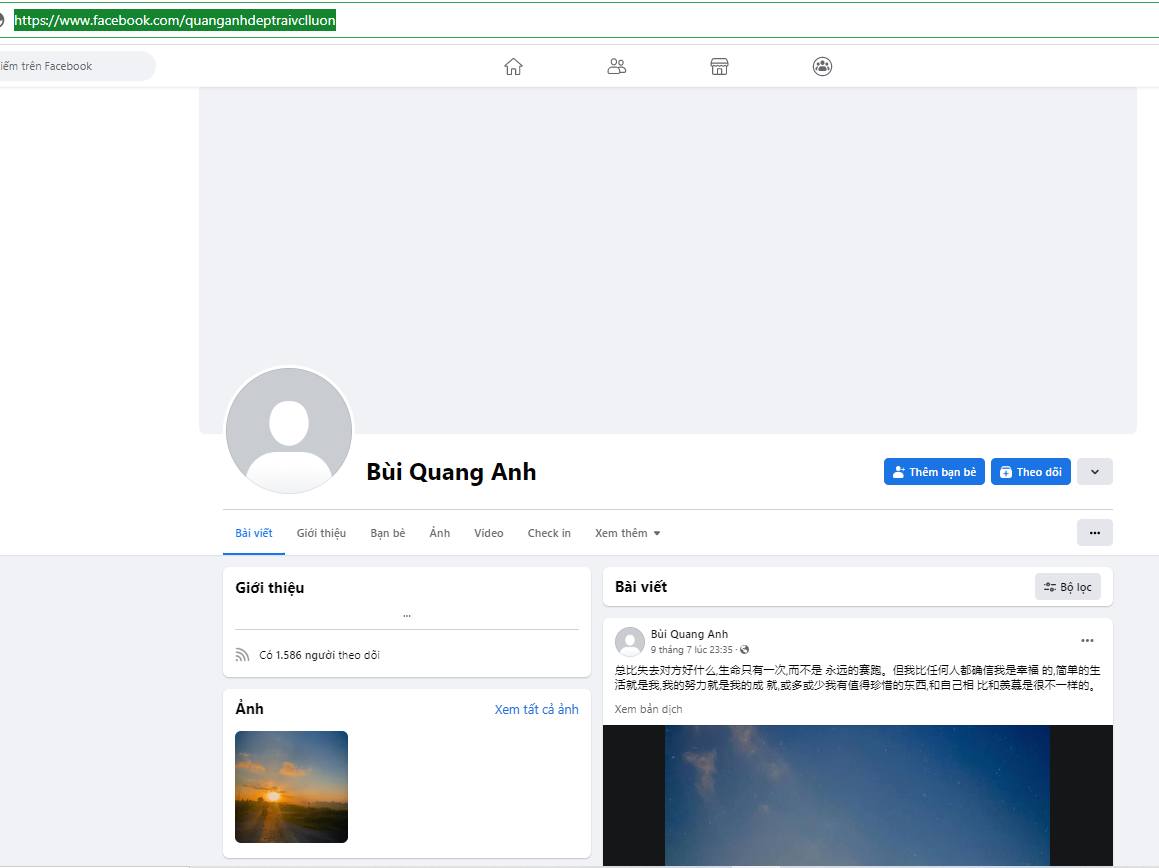 https://www.facebook.com/quanganhdeptraivclluon
iếm trên Facebook
Bùi Quang Anh
Thêm bạn bè
Theo dõi
Bài viết
Giới thiệu
Bạn bè
Ảnh
Video
Check in
Xem thêm
Giới thiệu
...
Có 1.586 người theo dõi
Ảnh
Xem tất cả ảnh
Bài viết
Bộ lọc
Bùi Quang Anh
9 tháng 7 lúc 23:35 ·
总比失去对方好什么,生命只有一次,而不是 永远的赛跑。但我比任何人都确信我是幸福 的,简单的生
活就是我,我的努力就是我的成 就,或多或少我有值得珍惜的东西,和自己相 比和羡慕是很不一样的。
Xem bản dịch